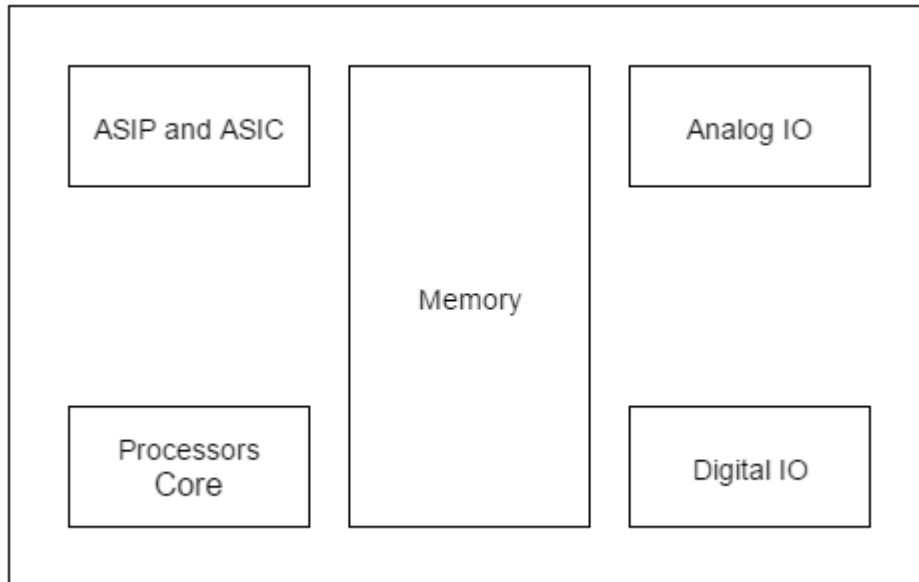 ASIP and ASIC
Analog IO
Memory
Processors
Core
Digital IO